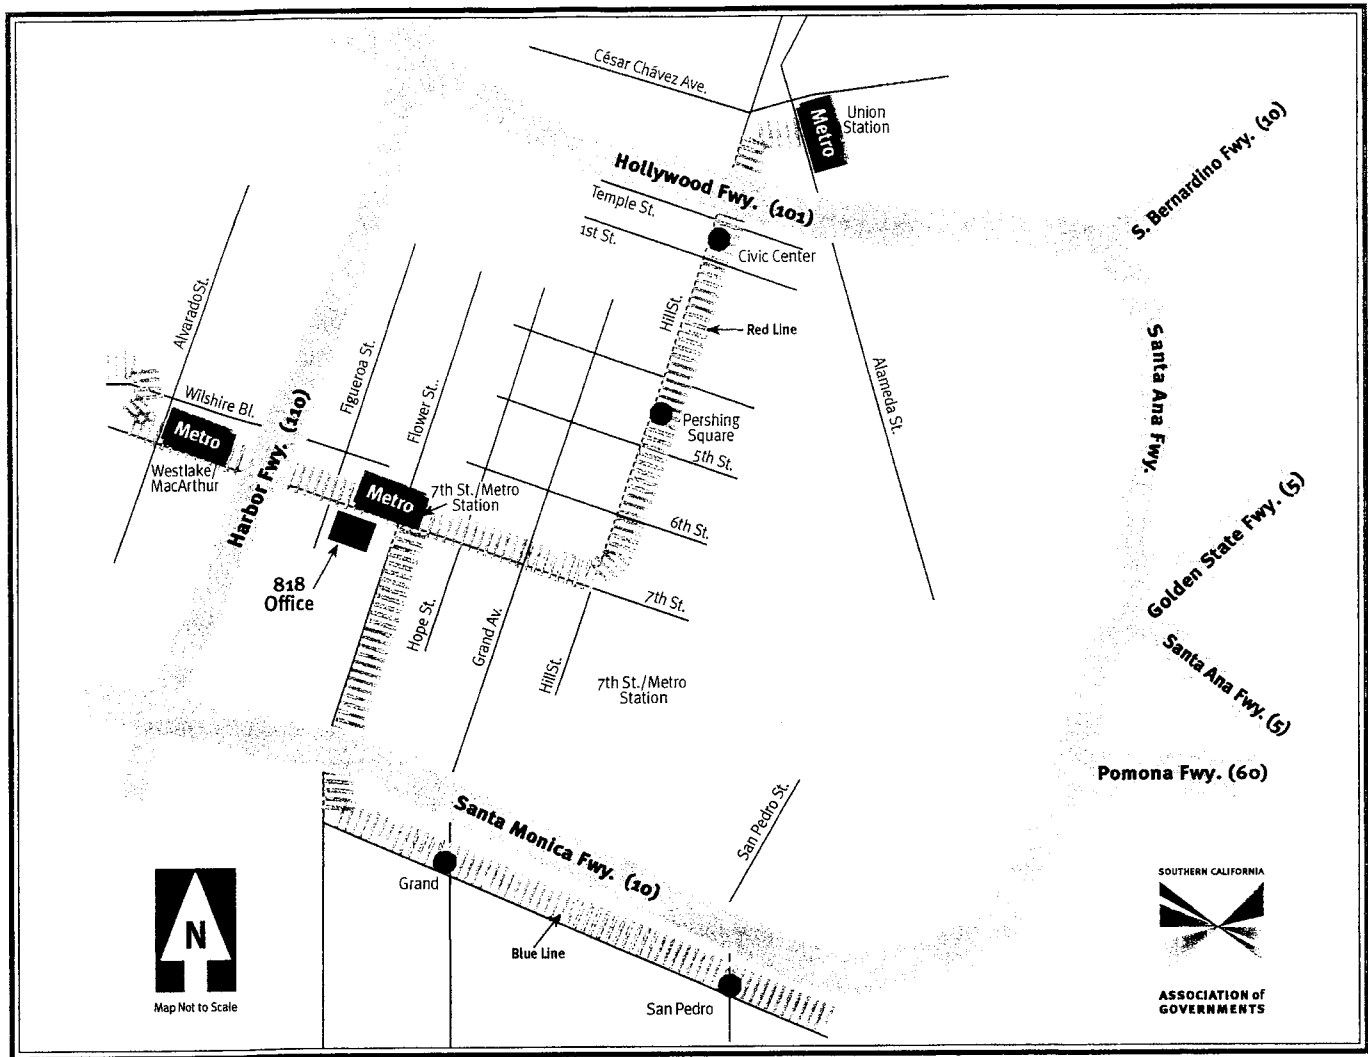 César Chávez Ave.
Metro
Union
Station
S. Bernardino Fwy. (10)
Hollywood Fwy. (101)
Temple St.
1st St.
Civic Center
Hill St.
Red Line
Alvarado St.
Figueroa St.
Flower St.
Alameda St.
Santa Ana Fwy.
Wilshire Bl.
Metro
Westlake/
MacArthur
Harbor Fwy. (110)
Pershing
Square
5th St.
Metro
7th St./Metro
Station
6th St.
Golden State Fwy. (5)
818
Office
7th St.
Hope St.
Grand Av.
Hill St.
7th St./Metro
Station
Santa Ana Fwy. (5)
Pomona Fwy. (60)
Santa Monica Fwy. (10)
San Pedro St.
Grand
Blue Line
San Pedro
N
Map Not to Scale
SOUTHERN CALIFORNIA
ASSOCIATION of
GOVERNMENTS